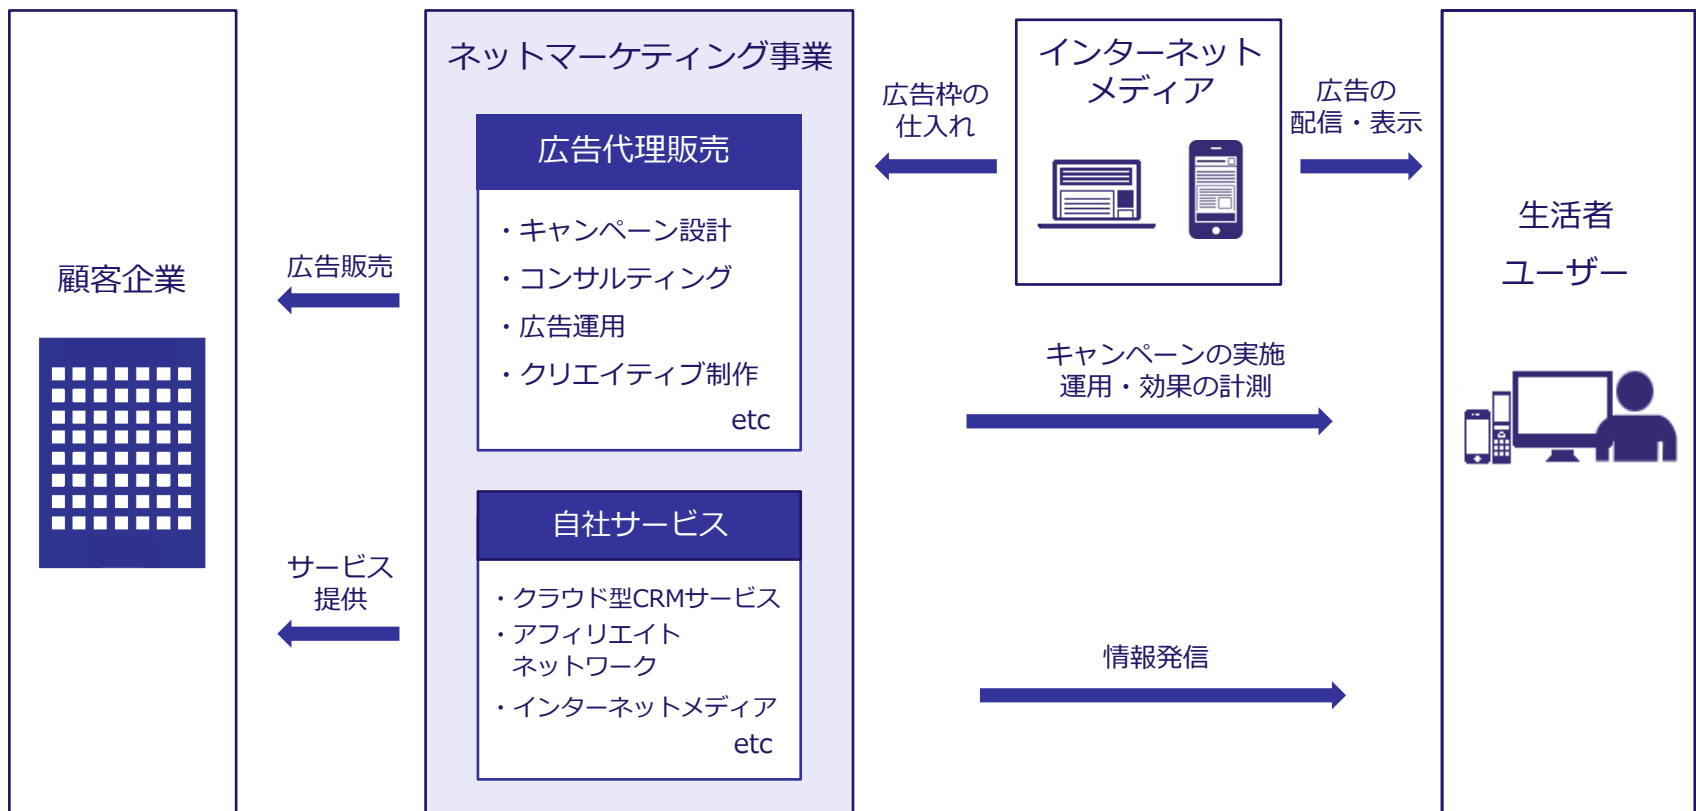 顧客企業
広告販売
サービス
提供
ネットマーケティング事業
広告代理販売
・キャンペーン設計
・コンサルティング
・広告運用
・クリエイティブ制作
etc
自社サービス
・クラウド型CRMサービス
・アフィリエイト
ネットワーク
・インターネットメディア
etc
広告枠の
仕入れ
インターネット
メディア
広告の
配信・表示
キャンペーンの実施
運用・効果の計測
情報発信
生活者
ユーザー